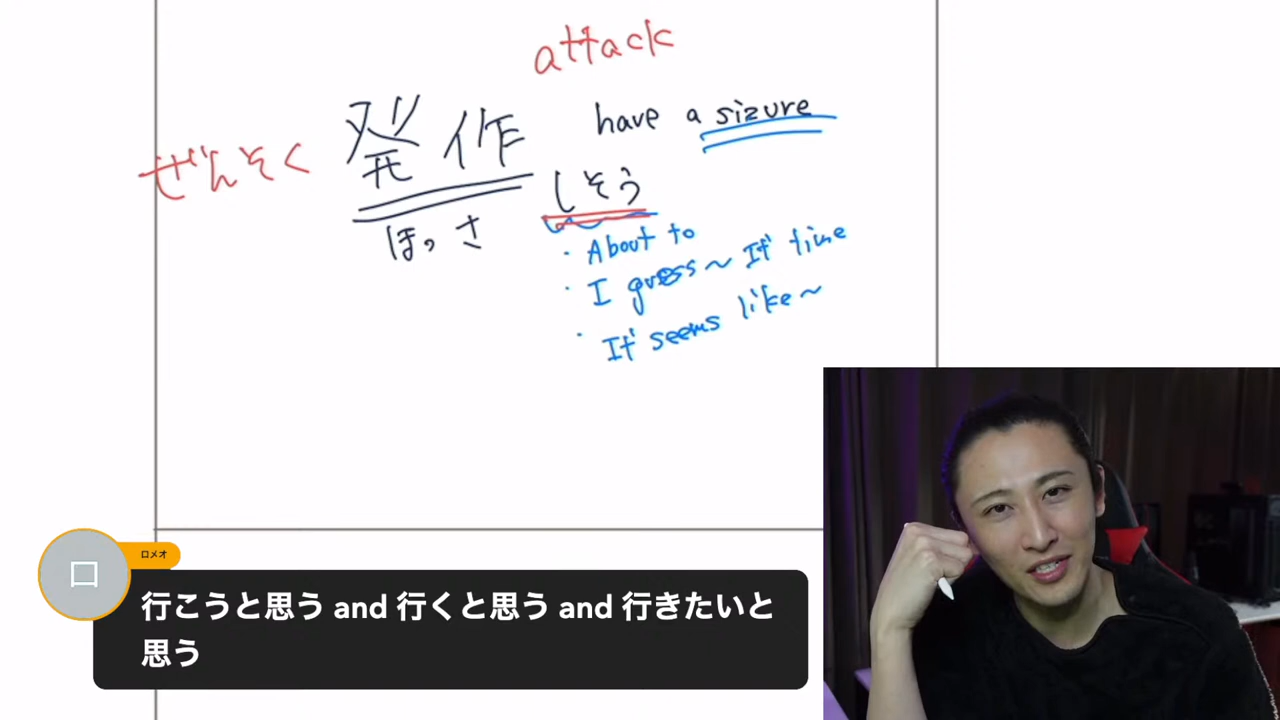 attack
have a sizure
ぜんそく 発作 しそう
ほっさ
・About to
・I guess~ It time
・It seems like~
ロメオ
ロ
行こうと思う and 行くと思う and 行きたいと
思う